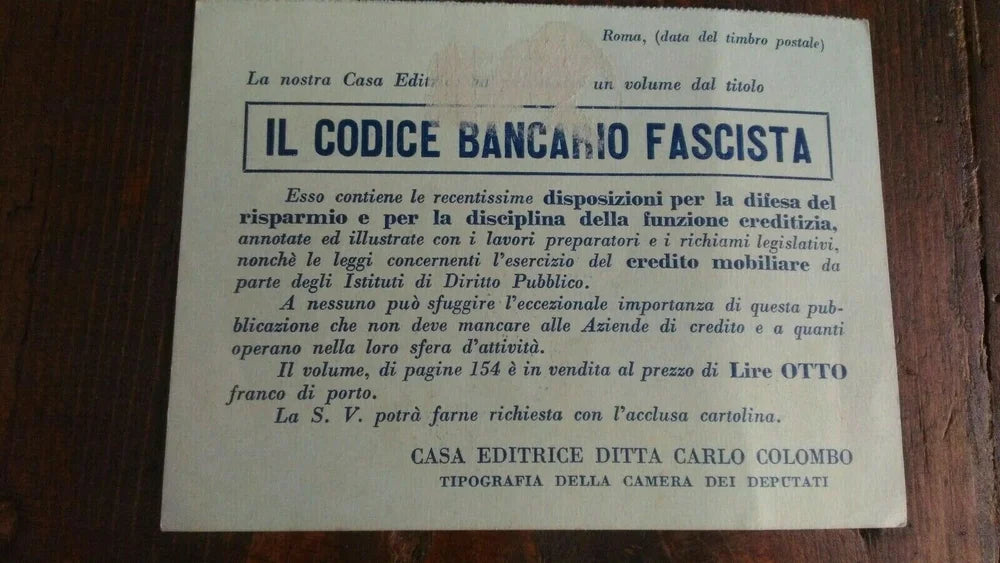 Roma, (data del timbro postale)
La nostra Casa Editrice ha un volume dal titolo
IL CODICE BANCARIO FASCISTA
Esso contiene le recentissime disposizioni per la difesa del
risparmio e per la disciplina della funzione creditizia,
annotate ed illustrate con i lavori preparatori e i richiami legislativi,
nonchè le leggi concernenti l'esercizio del credito mobiliare da
parte degli Istituti di Diritto Pubblico.
A nessuno può sfuggire l'eccezionale importanza di questa pub-
blicazione che non deve mancare alle Aziende di credito e a quanti
operano nella loro sfera d'attività.
Il volume, di pagine 154 è in vendita al prezzo di Lire OTTO
franco di porto.
La S. V. potrà farne richiesta con l'acclusa cartolina.
CASA EDITRICE DITTA CARLO COLOMBO
TIPOGRAFIA DELLA CAMERA DEI DEPUTATI